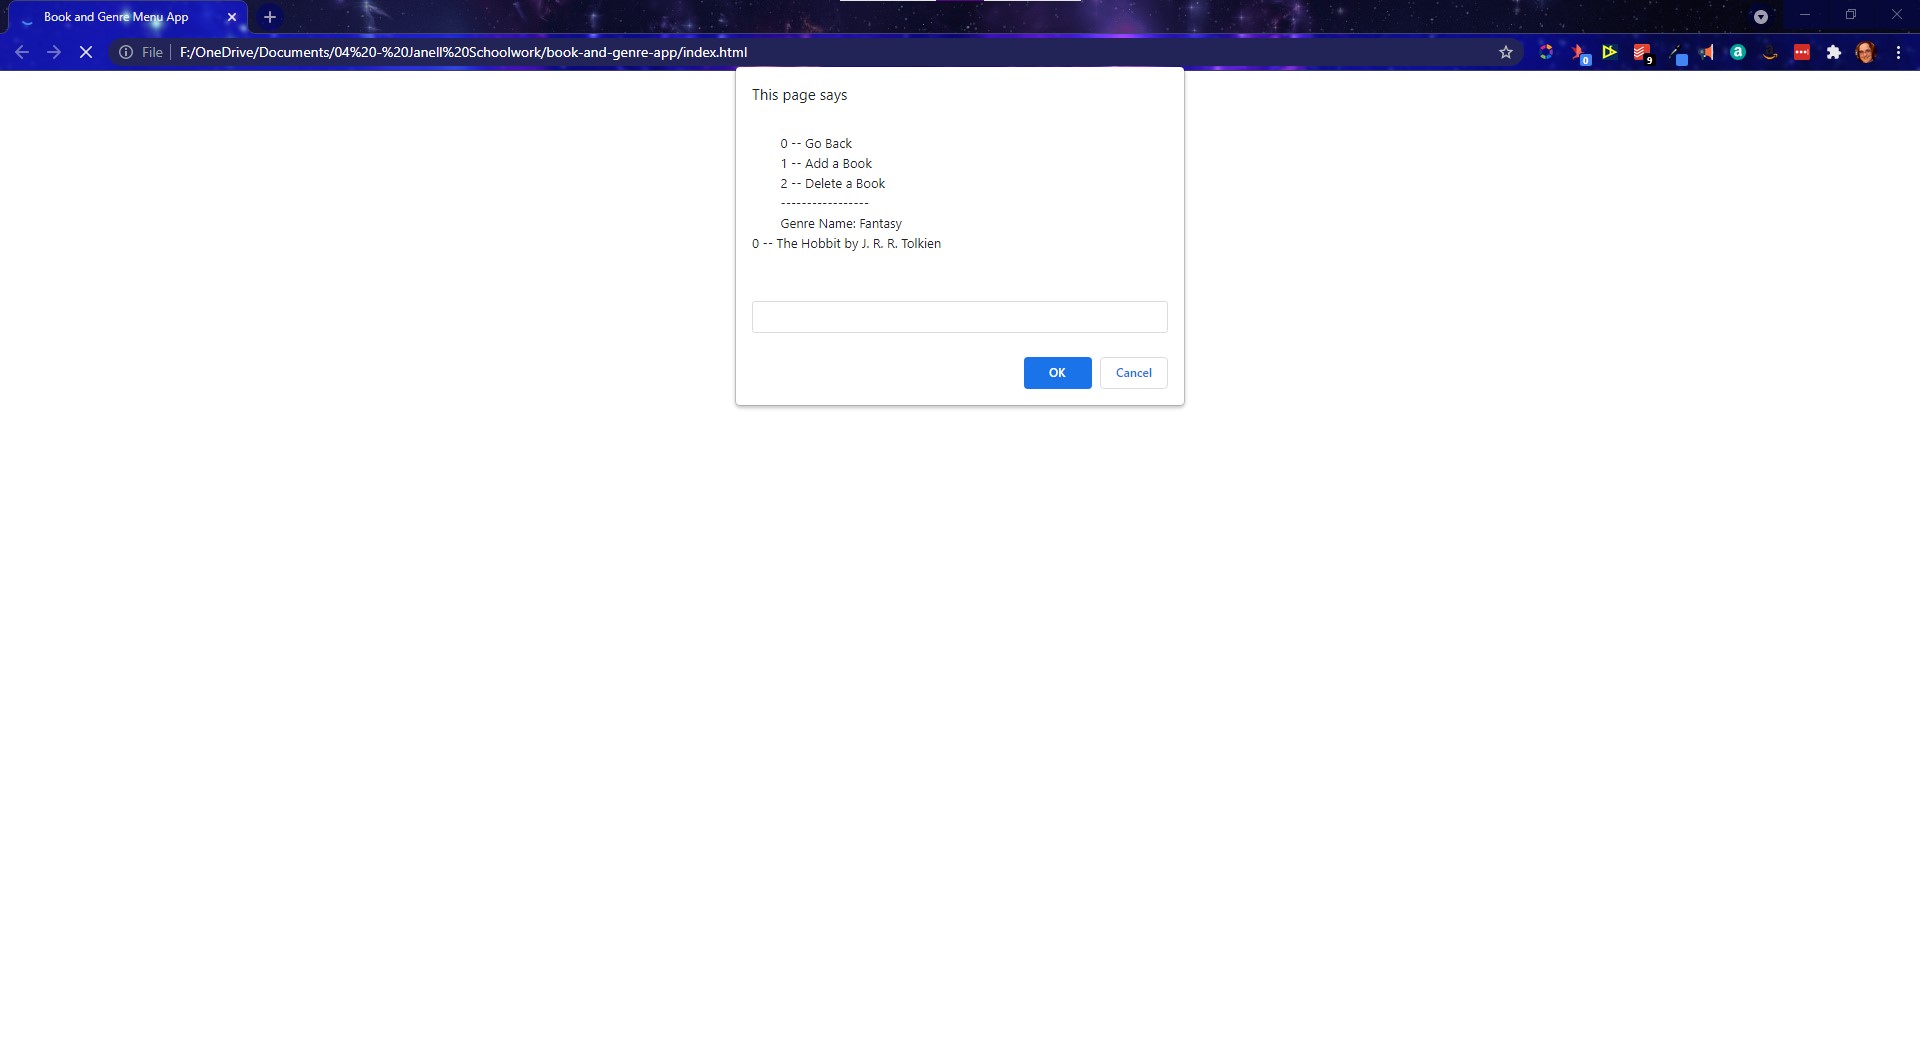 Book and Genre Menu App
File
F:/OneDrive/Documents/04%20-%20Janell%20Schoolwork/book-and-genre-app/index.html
0
9
a
This page says
0 -- Go Back
1 -- Add a Book
2 -- Delete a Book
-----------------
Genre Name: Fantasy
0 -- The Hobbit by J. R. R. Tolkien
OK
Cancel